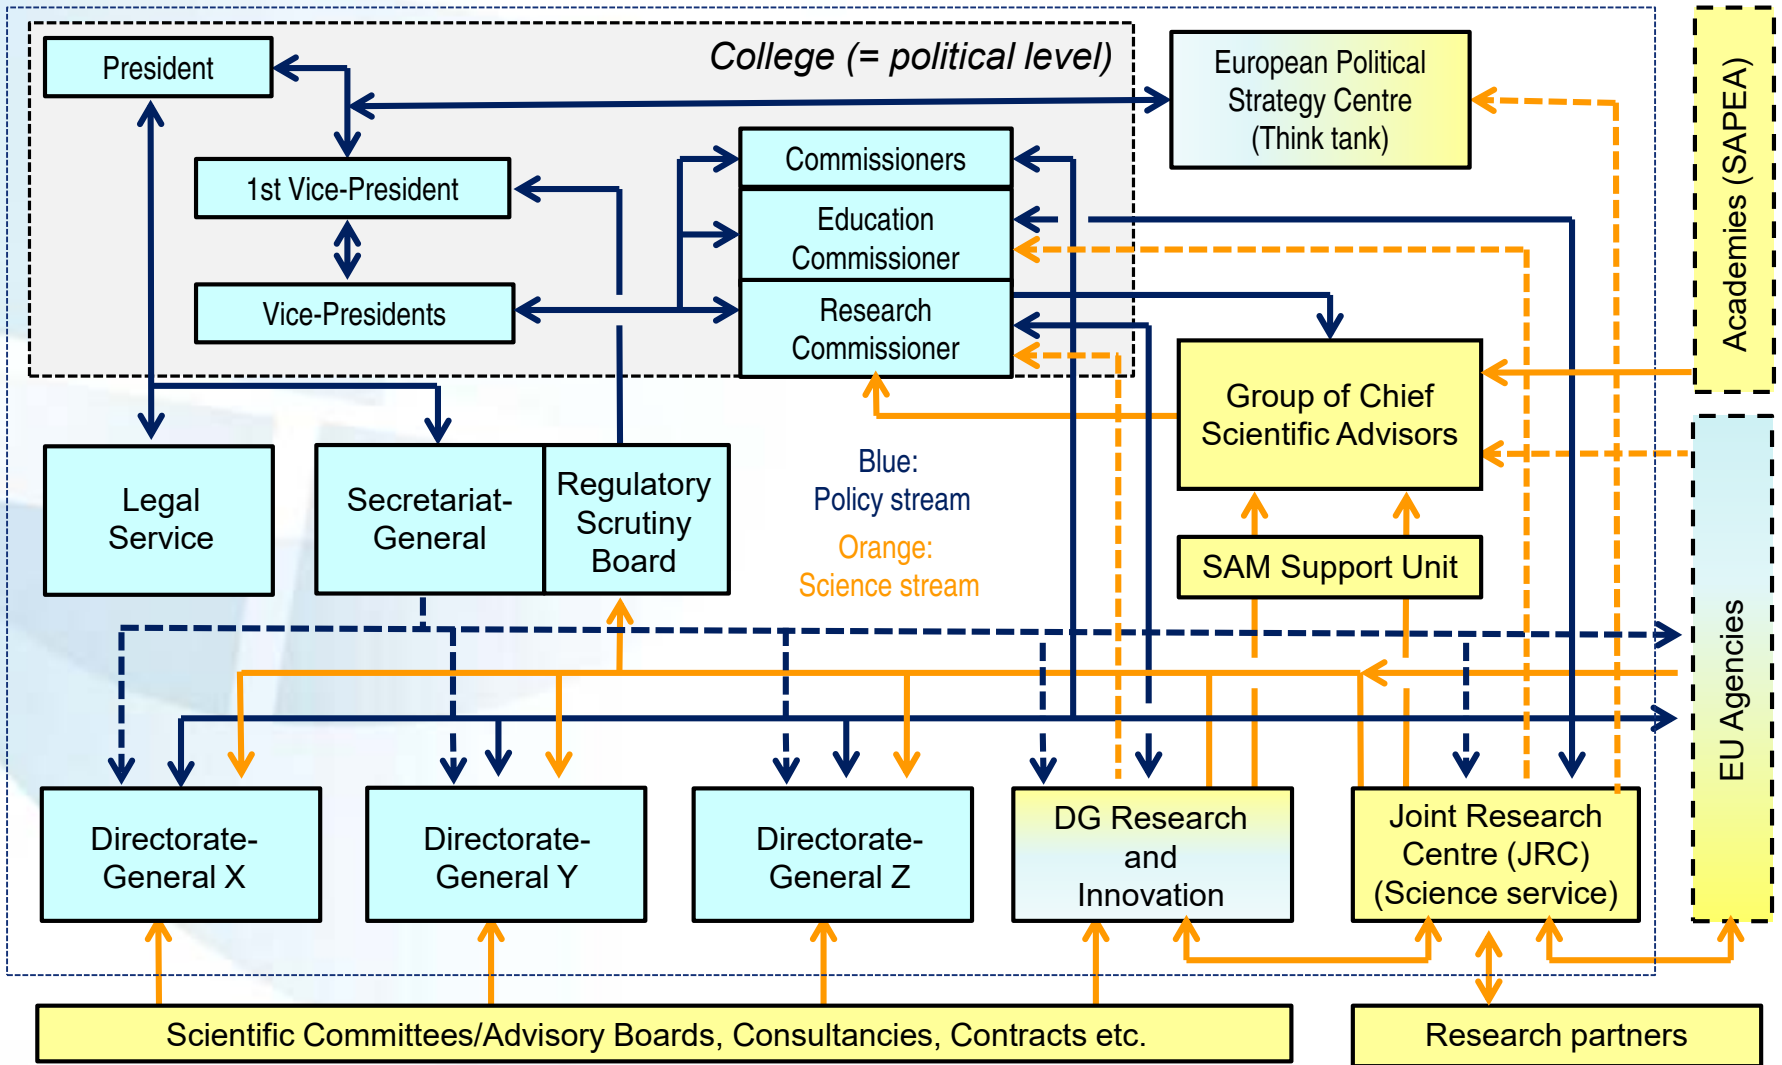 College (= political level)
President
1st Vice-President
Vice-Presidents
Commissioners
Education
Commissioner
Research
Commissioner
European Political
Strategy Centre
(Think tank)
Academies (SAPEA)
Group of Chief
Scientific Advisors
SAM Support Unit
EU Agencies
Legal
Service
Secretariat-
General
Regulatory
Scrutiny
Board
Blue:
Policy stream
Orange:
Science stream
Directorate-
General X
Directorate-
General Y
Directorate-
General Z
DG Research
and
Innovation
Joint Research
Centre (JRC)
(Science service)
Scientific Committees/Advisory Boards, Consultancies, Contracts etc.
Research partners